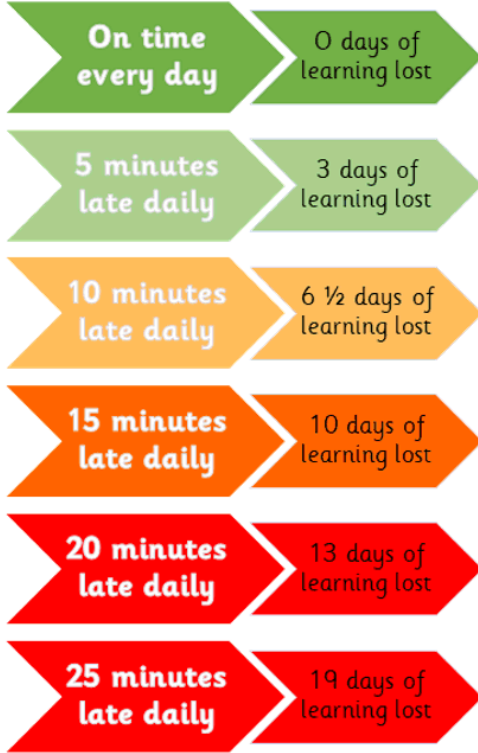 On time
every day
0 days of
learning lost
5 minutes
late daily
3 days of
learning lost
10 minutes
late daily
6 ½ days of
learning lost
15 minutes
late daily
10 days of
learning lost
20 minutes
late daily
13 days of
learning lost
25 minutes
late daily
19 days of
learning lost